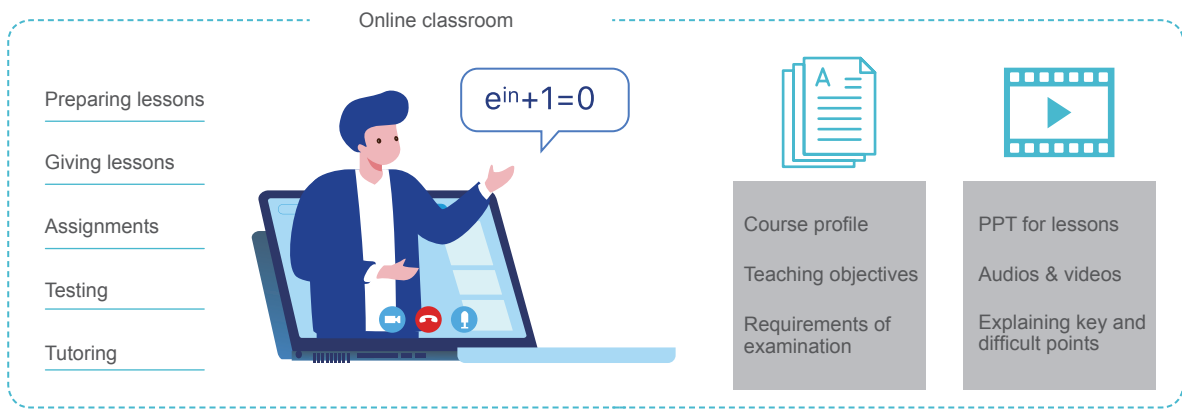 Online classroom
Preparing lessons
Giving lessons
Assignments
Testing
Tutoring
eⁱⁿ+1=0
A
Course profile
Teaching objectives
Requirements of
examination
PPT for lessons
Audios & videos
Explaining key and
difficult points